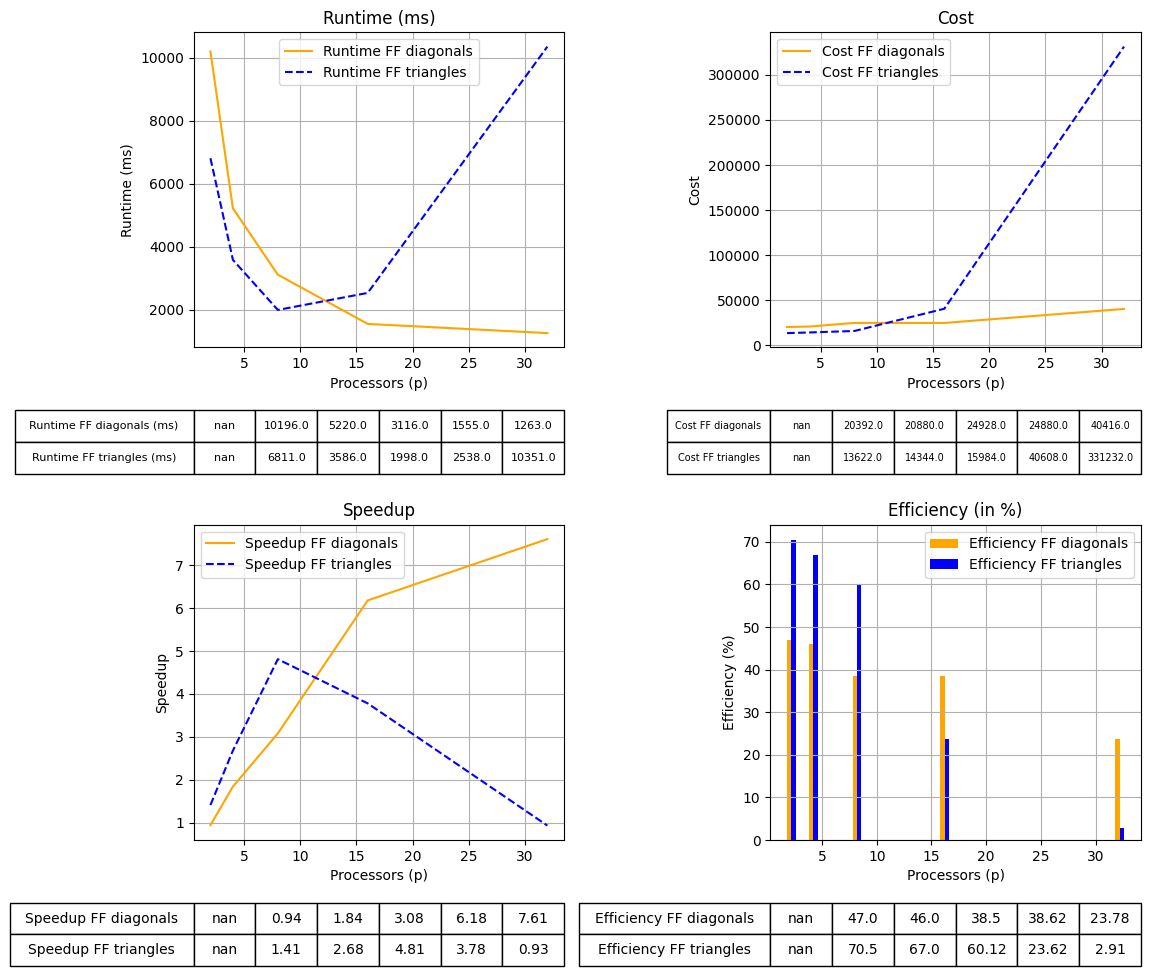 Runtime (ms)
Runtime FF diagonals
Runtime FF triangles
10000
8000
6000
4000
2000
Runtime (ms)
5 10 15 20 25 30
Processors (p)
Runtime FF diagonals (ms) nan 10196.0 5220.0 3116.0 1555.0 1263.0
Runtime FF triangles (ms) nan 6811.0 3586.0 1998.0 2538.0 10351.0
Cost
Cost FF diagonals
Cost FF triangles
300000
250000
200000
150000
100000
50000
0
Cost
5 10 15 20 25 30
Processors (p)
Cost FF diagonals nan 20392.0 20880.0 24928.0 24880.0 40416.0
Cost FF triangles nan 13622.0 14344.0 15984.0 40608.0 331232.0
Speedup
Speedup FF diagonals
Speedup FF triangles
7
6
5
4
3
2
1
Speedup
5 10 15 20 25 30
Processors (p)
Speedup FF diagonals nan 0.94 1.84 3.08 6.18 7.61
Speedup FF triangles nan 1.41 2.68 4.81 3.78 0.93
Efficiency (in %)
Efficiency FF diagonals
Efficiency FF triangles
70
60
50
40
30
20
10
0
Efficiency (%)
5 10 15 20 25 30
Processors (p)
Efficiency FF diagonals nan 47.0 46.0 38.5 38.62 23.78
Efficiency FF triangles nan 70.5 67.0 60.12 23.62 2.91